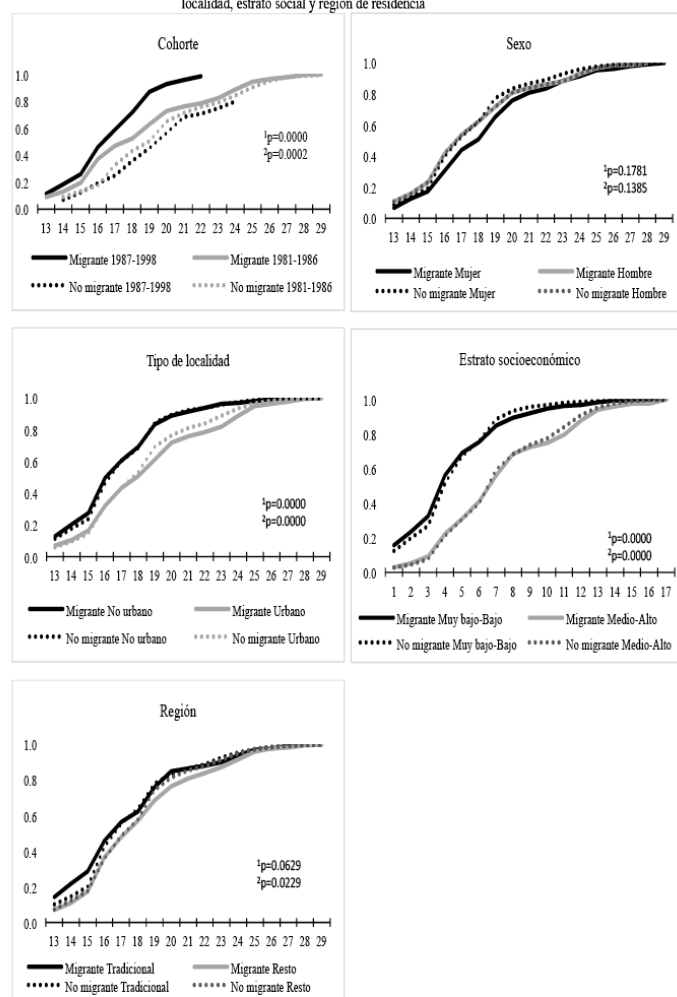 localidad, estrato social y región de residencia
Cohorte
1.0
0.8
0.6
0.4
0.2
0.0
¹p=0.0000
²p=0.0002
13 14 15 16 17 18 19 20 21 22 23 24 25 26 27 28 29
Migrante 1987-1998 Migrante 1981-1986
No migrante 1987-1998 No migrante 1981-1986
Sexo
1.0
0.8
0.6
0.4
0.2
0.0
¹p=0.1781
²p=0.1385
13 14 15 16 17 18 19 20 21 22 23 24 25 26 27 28 29
Migrante Mujer Migrante Hombre
No migrante Mujer No migrante Hombre
Tipo de localidad
1.0
0.8
0.6
0.4
0.2
0.0
¹p=0.0000
²p=0.0000
13 14 15 16 17 18 19 20 21 22 23 24 25 26 27 28 29
Migrante No urbano Migrante Urbano
No migrante No urbano No migrante Urbano
Estrato socioeconómico
1.0
0.8
0.6
0.4
0.2
0.0
¹p=0.0000
²p=0.0000
1 2 3 4 5 6 7 8 9 10 11 12 13 14 15 16 17
Migrante Muy bajo-Bajo Migrante Medio-Alto
No migrante Muy bajo-Bajo No migrante Medio-Alto
Región
1.0
0.8
0.6
0.4
0.2
0.0
¹p=0.0629
²p=0.0229
13 14 15 16 17 18 19 20 21 22 23 24 25 26 27 28 29
Migrante Tradicional Migrante Resto
No migrante Tradicional No migrante Resto